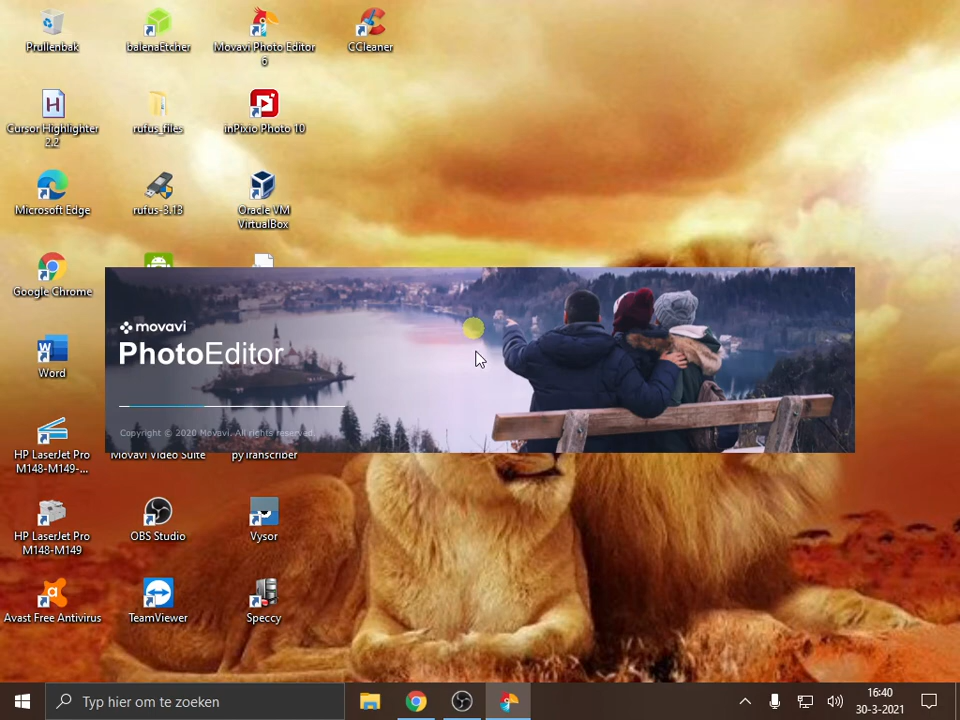 Prullenbak
balenaEtcher
Movavi Photo Editor
6
CCleaner
Cursor Highlighter
2.2
rufus_files
inPixio Photo 10
Microsoft Edge
rufus-3.13
Oracle VM
VirtualBox
Google Chrome
movavi
PhotoEditor
Copyright © 2020 Movavi. All rights reserved.
Word
HP LaserJet Pro
M148-M149-...
Movavi Video Suite
pyTranscriber
HP LaserJet Pro
M148-M149
OBS Studio
Vysor
Avast Free Antivirus
TeamViewer
Speccy
Typ hier om te zoeken
16:40
30-3-2021